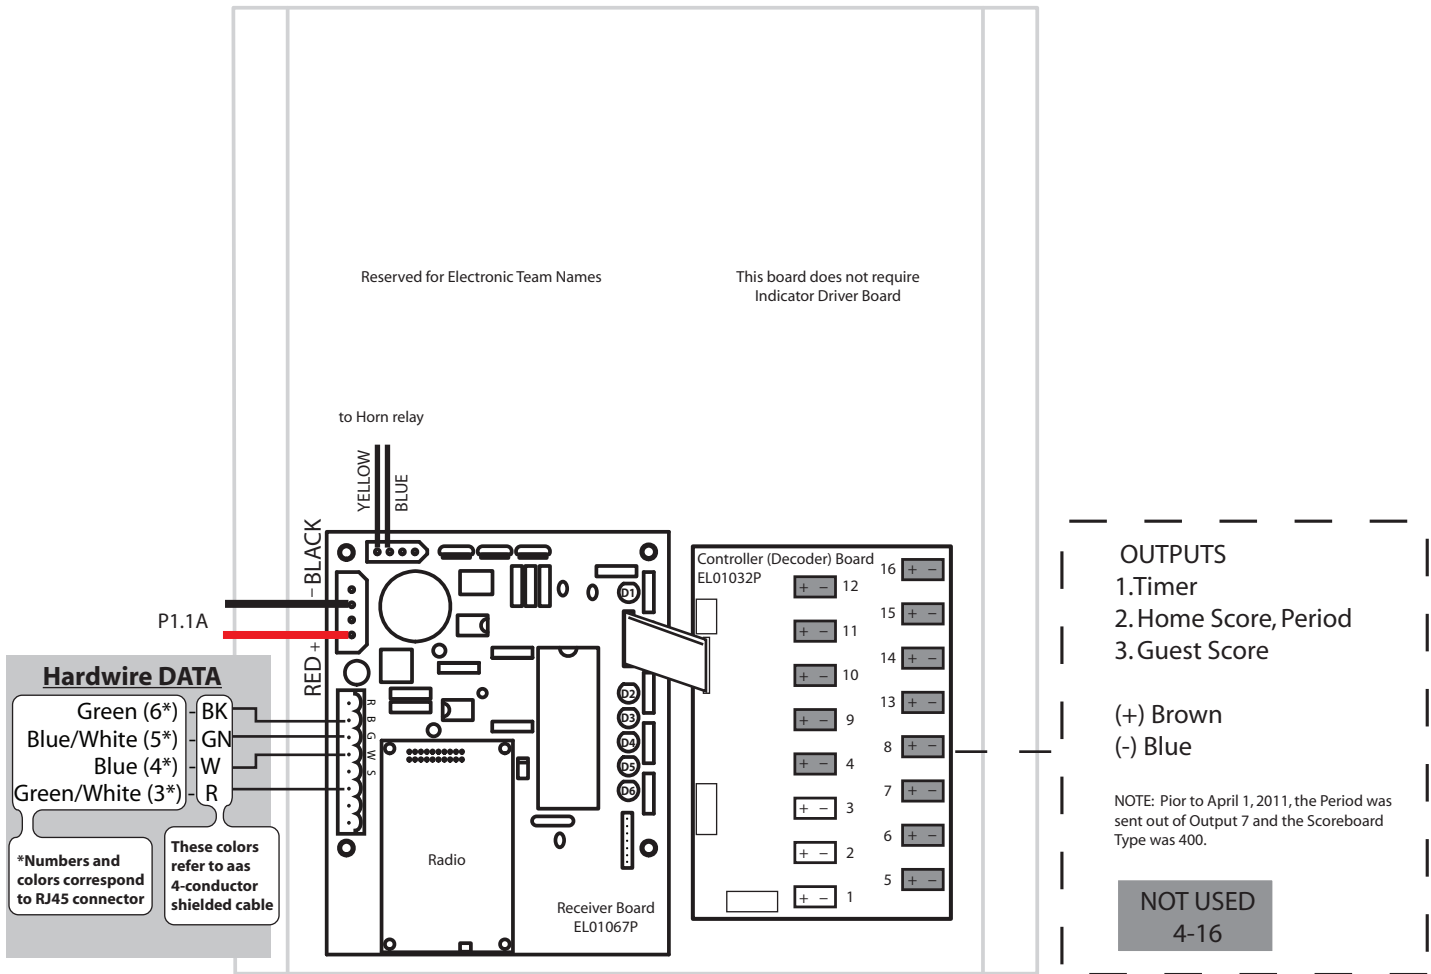 Reserved for Electronic Team Names
This board does not require
Indicator Driver Board
to Horn relay
YELLOW
BLUE
– BLACK
RED +
P1.1A
Hardwire DATA
Green (6*) - BK
Blue/White (5*) - GN
Blue (4*) - W
Green/White (3*) - R
*Numbers and
colors correspond
to RJ45 connector
These colors
refer to aas
4-conductor
shielded cable
R
B
G
W
S
D1
D2
D3
D4
D5
D6
Radio
Receiver Board
EL01067P
Controller (Decoder) Board
EL01032P
+ - 12
+ - 11
+ - 10
+ - 9
+ - 4
+ - 3
+ - 2
+ - 1
16 + -
15 + -
14 + -
13 + -
8 + -
7 + -
6 + -
5 + -
OUTPUTS
1.Timer
2. Home Score, Period
3. Guest Score
(+) Brown
(-) Blue
NOTE: Pior to April 1, 2011, the Period was
sent out of Output 7 and the Scoreboard
Type was 400.
NOT USED
4-16